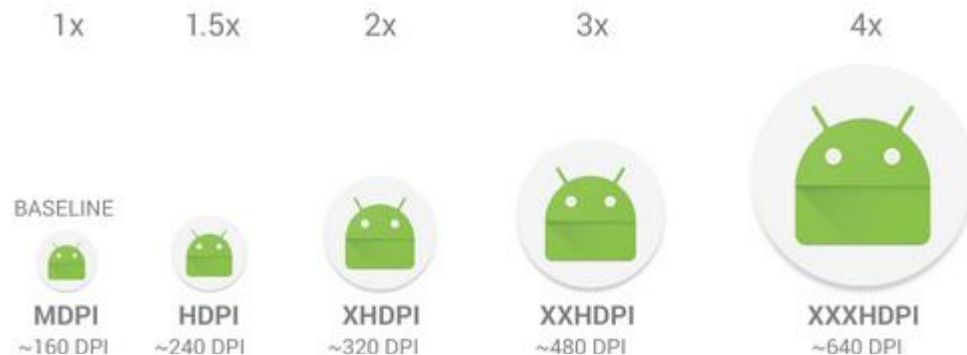 1x 1.5x 2x 3x 4x
BASELINE
MDPI HDPI XHDPI XXHDPI XXXHDPI
~160 DPI ~240 DPI ~320 DPI ~480 DPI ~640 DPI